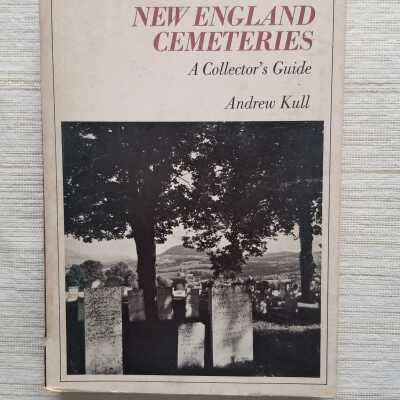 NEW ENGLAND
CEMETERIES
A Collector's Guide
Andrew Kull